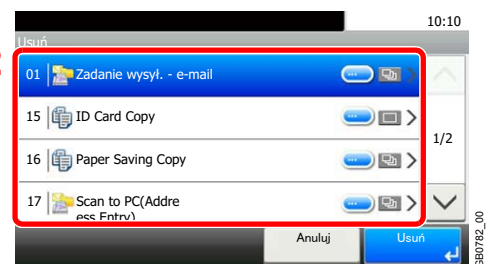 10:10
Usuń
01 Zadanie wysył. - e-mail
15 ID Card Copy
1/2
16 Paper Saving Copy
17 Scan to PC(Addre
ess Entry)
Anuluj
Usuń
GB0782_00